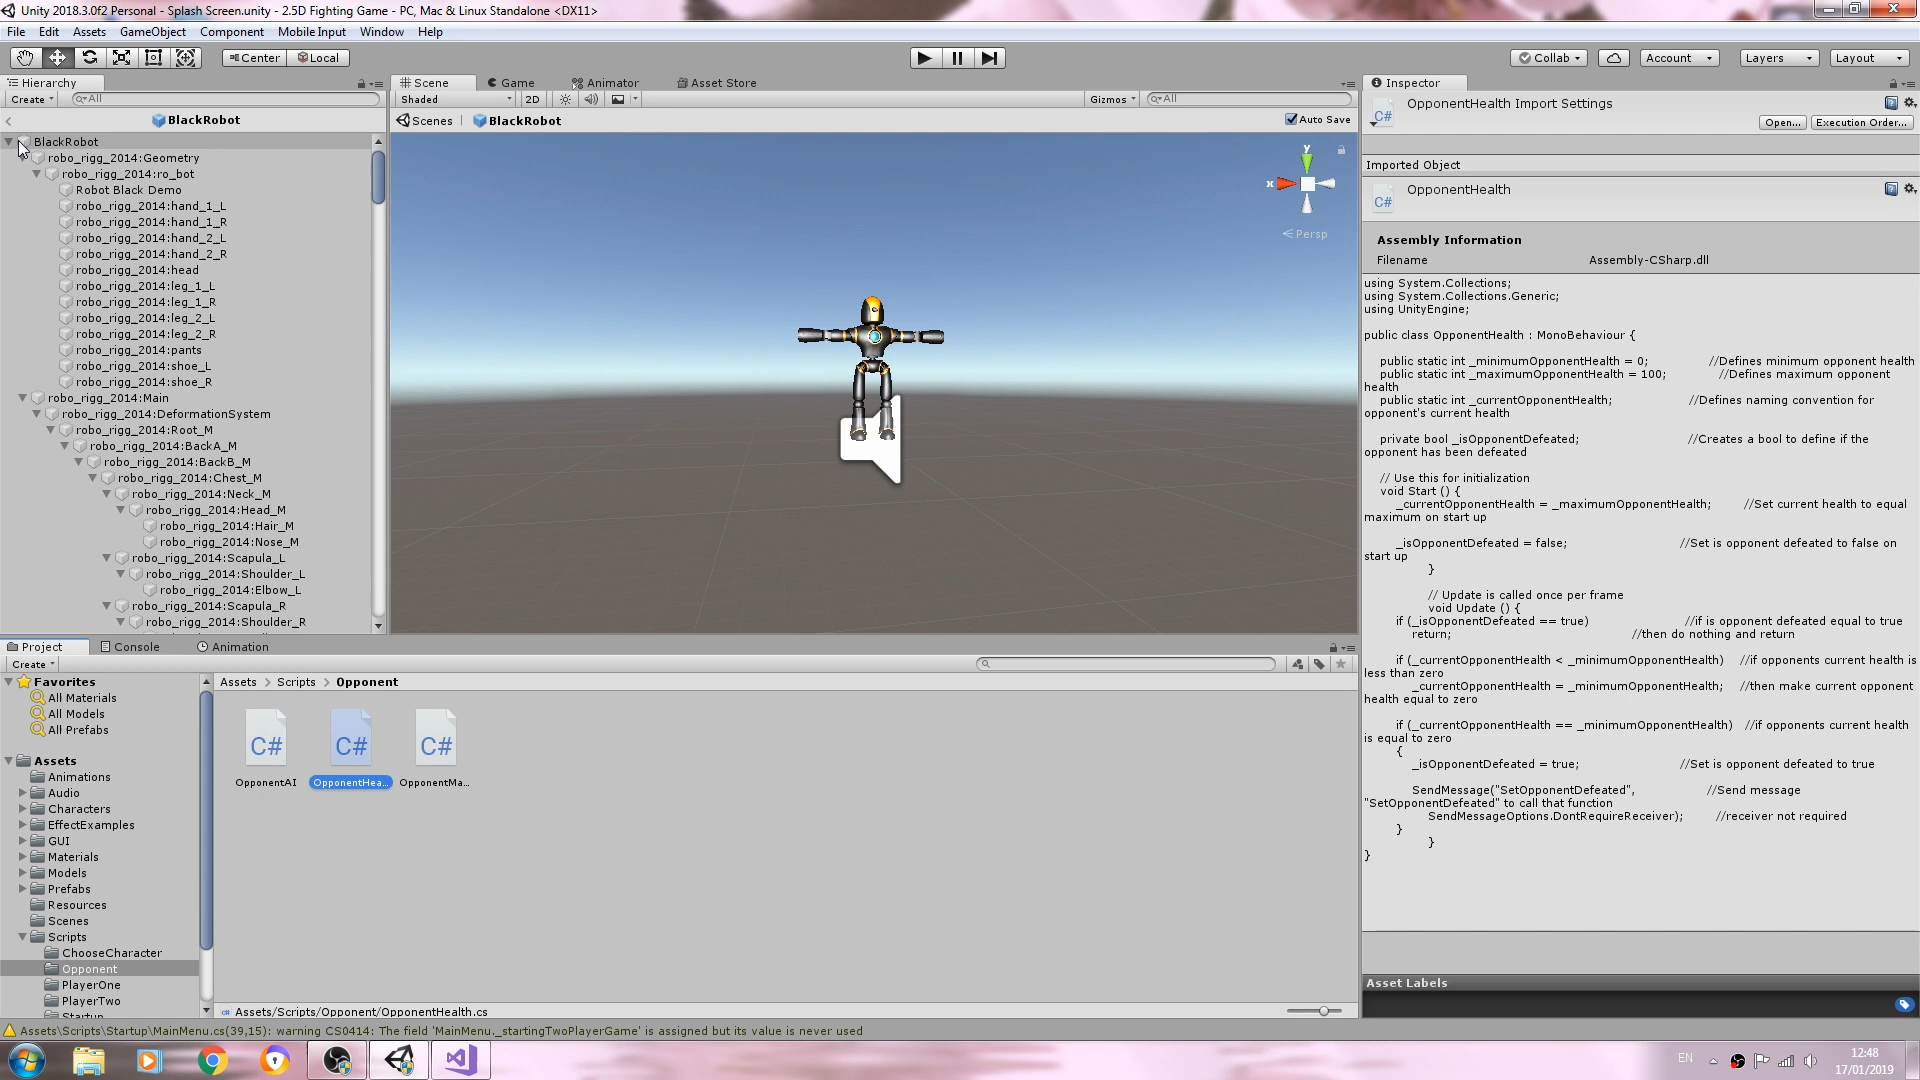 Unity 2018.3.0f2 Personal - Splash Screen.unity - 2.5D Fighting Game - PC, Mac & Linux Standalone <DX11>
File Edit Assets GameObject Component Mobile Input Window Help
Center Local Collab Account Layers Layout
Hierarchy Scene Game Animator Asset Store Inspector
Create All Shaded 2D Gizmos All
BlackRobot Scenes BlackRobot Auto Save
BlackRobot
robo_rigg_2014:Geometry
robo_rigg_2014:ro_bot
Robot Black Demo
robo_rigg_2014:hand_1_L
robo_rigg_2014:hand_1_R
robo_rigg_2014:hand_2_L
robo_rigg_2014:hand_2_R
robo_rigg_2014:head
robo_rigg_2014:leg_1_L
robo_rigg_2014:leg_1_R
robo_rigg_2014:leg_2_L
robo_rigg_2014:leg_2_R
robo_rigg_2014:pants
robo_rigg_2014:shoe_L
robo_rigg_2014:shoe_R
robo_rigg_2014:Main
robo_rigg_2014:DeformationSystem
robo_rigg_2014:Root_M
robo_rigg_2014:BackA_M
robo_rigg_2014:BackB_M
robo_rigg_2014:Chest_M
robo_rigg_2014:Neck_M
robo_rigg_2014:Head_M
robo_rigg_2014:Hair_M
robo_rigg_2014:Nose_M
robo_rigg_2014:Scapula_L
robo_rigg_2014:Shoulder_L
robo_rigg_2014:Elbow_L
robo_rigg_2014:Scapula_R
robo_rigg_2014:Shoulder_R
y
x
Persp
OpponentHealth Import Settings
Open... Execution Order...
Imported Object
OpponentHealth
Assembly Information
Filename Assembly-CSharp.dll
using System.Collections;
using System.Collections.Generic;
using UnityEngine;
public class OpponentHealth : MonoBehaviour {
public static int _minimumOpponentHealth = 0; //Defines minimum opponent health
public static int _maximumOpponentHealth = 100; //Defines maximum opponent
health
public static int _currentOpponentHealth; //Defines naming convention for
opponent's current health
private bool _isOpponentDefeated; //Creates a bool to define if the
opponent has been defeated
// Use this for initialization
void Start () {
_currentOpponentHealth = _maximumOpponentHealth; //Set current health to equal
maximum on start up
_isOpponentDefeated = false; //Set is opponent defeated to false on
start up
}
// Update is called once per frame
void Update () {
if (_isOpponentDefeated == true) //if is opponent defeated equal to true
return; //then do nothing and return
if (_currentOpponentHealth < _minimumOpponentHealth) //if opponents current health is
less than zero
_currentOpponentHealth = _minimumOpponentHealth; //then make current opponent
health equal to zero
if (_currentOpponentHealth == _minimumOpponentHealth) //if opponents current health
is equal to zero
{
_isOpponentDefeated = true; //Set is opponent defeated to true
SendMessage("SetOpponentDefeated", //Send message
"SetOpponentDefeated" to call that function
SendMessageOptions.DontRequireReceiver); //receiver not required
}
}
}
Asset Labels
Project Console Animation
Create
Favorites
All Materials
All Models
All Prefabs
Assets
Animations
Audio
Characters
EffectExamples
GUI
Materials
Models
Prefabs
Resources
Scenes
Scripts
ChooseCharacter
Opponent
PlayerOne
PlayerTwo
Startup
Assets > Scripts > Opponent
C# C# C#
OpponentAI OpponentHea... OpponentMa...
Assets/Scripts/Opponent/OpponentHealth.cs
Assets\Scripts\Startup\MainMenu.cs(39,15): warning CS0414: The field 'MainMenu._startingTwoPlayerGame' is assigned but its value is never used
EN
12:48
17/01/2019